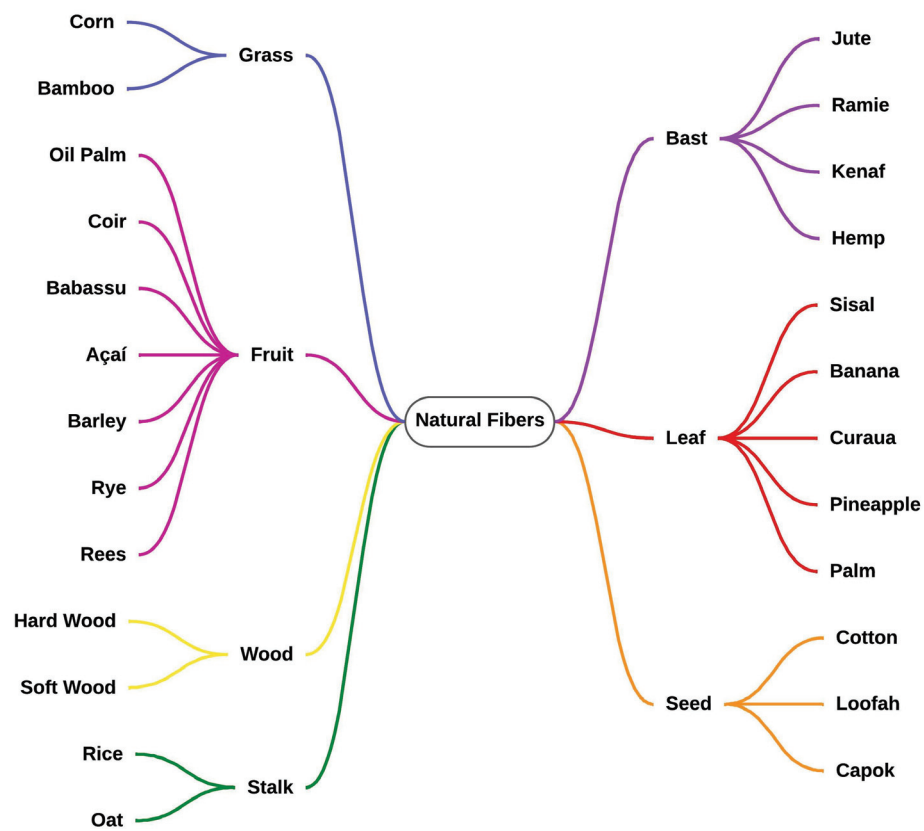 Corn
Bamboo
Grass
Oil Palm
Coir
Babassu
Açaí
Barley
Rye
Rees
Fruit
Hard Wood
Soft Wood
Wood
Rice
Oat
Stalk
Natural Fibers
Bast
Jute
Ramie
Kenaf
Hemp
Leaf
Sisal
Banana
Curaua
Pineapple
Palm
Seed
Cotton
Loofah
Capok